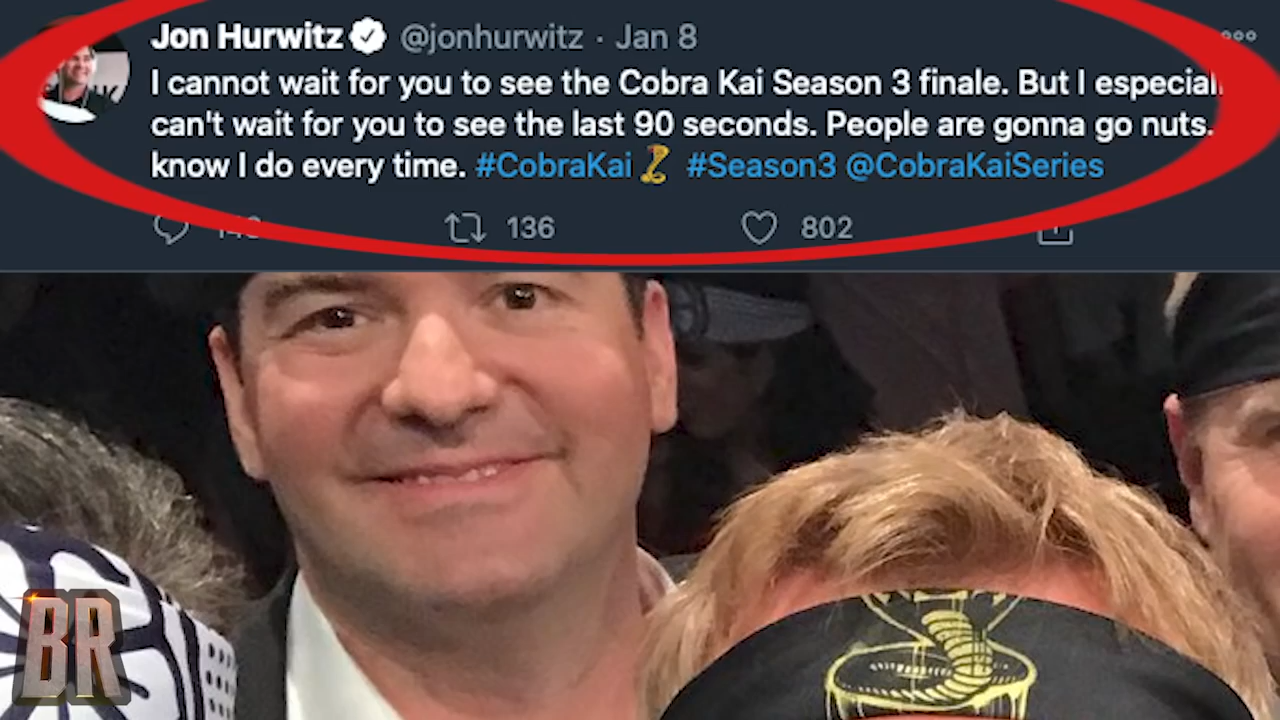 Jon Hurwitz @jonhurwitz · Jan 8
I cannot wait for you to see the Cobra Kai Season 3 finale. But I
can't wait for you to see the last 90 seconds. People are gonna go nuts.
know I do every time. #CobraKai #Season3 @CobraKaiSeries
136 802
BR